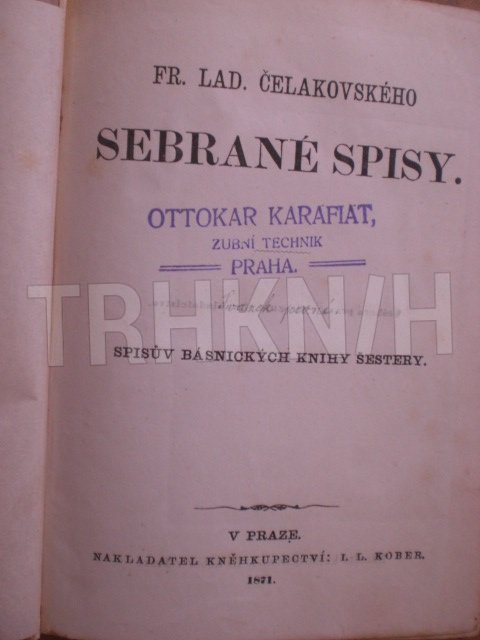 FR. LAD. ČELAKOVSKÉHO
SEBRANÉ SPISY.
OTTOKAR KARAFIAT,
ZUBNÍ TECHNIK
PRAHA.
TRHKN/H
SPISŮV BÁSNICKÝCH KNIHY ŠESTERY.
V PRAZE.
NAKLADATEL KNĚHKUPECTVÍ: I. L. KOBER.
1871.